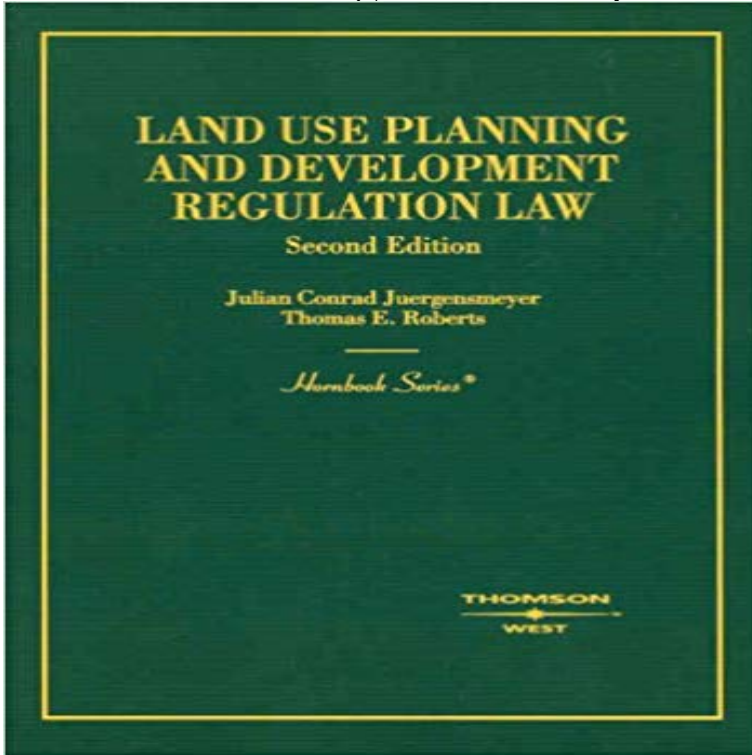 LAND USE PLANNING
AND DEVELOPMENT
REGULATION LAW
Second Edition
Julian Conrad Juergensmeyer
Thomas E. Roberts
Hornbook Series®
THOMSON
WEST